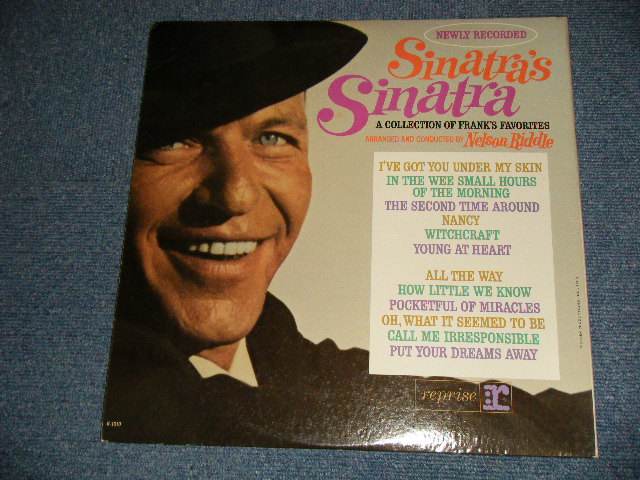 NEWLY RECORDED
Sinatra's
Sinatra
A COLLECTION OF FRANK'S FAVORITES
ARRANGED AND CONDUCTED BY Nelson Riddle
I'VE GOT YOU UNDER MY SKIN
IN THE WEE SMALL HOURS
OF THE MORNING
THE SECOND TIME AROUND
NANCY
WITCHCRAFT
YOUNG AT HEART
ALL THE WAY
HOW LITTLE WE KNOW
POCKETFUL OF MIRACLES
OH, WHAT IT SEEMED TO BE
CALL ME IRRESPONSIBLE
PUT YOUR DREAMS AWAY
reprise r